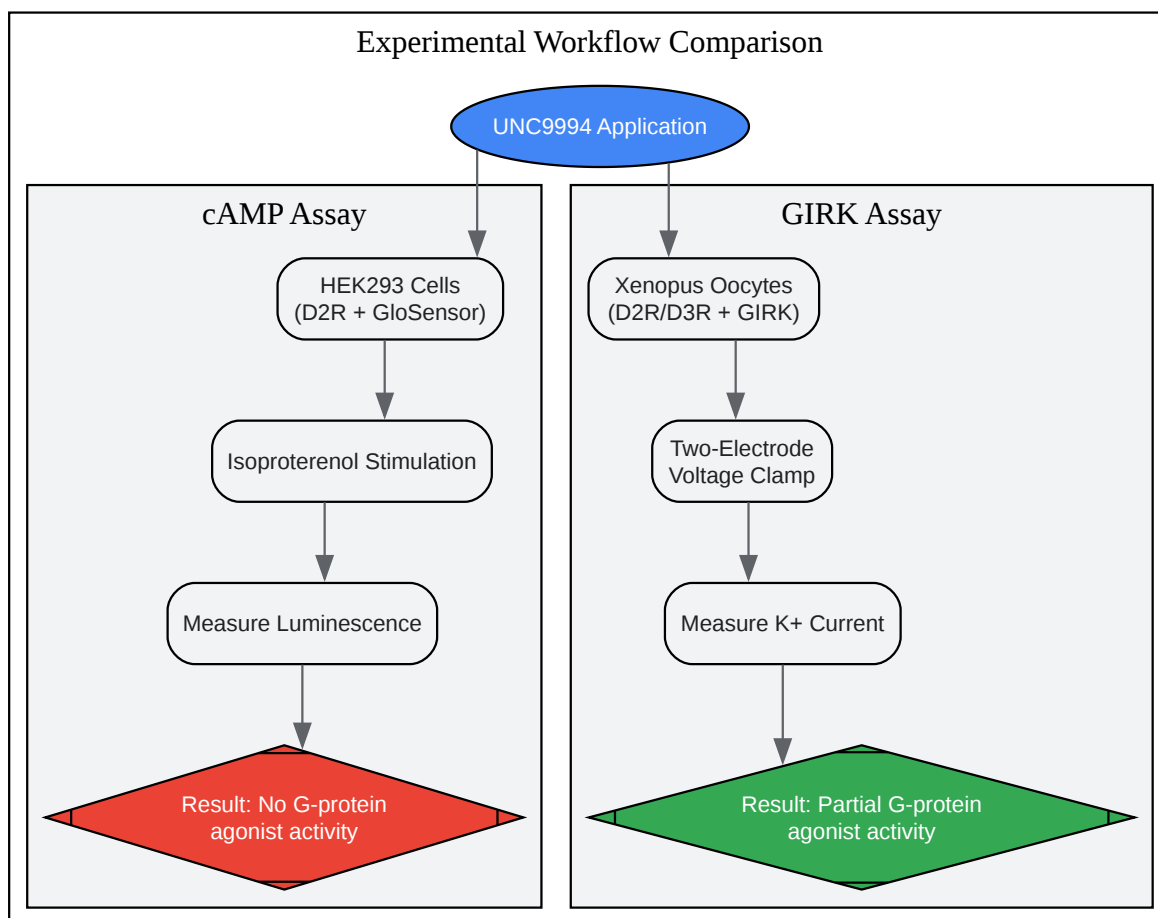 Experimental Workflow Comparison
UNC9994 Application
cAMP Assay
HEK293 Cells
(D2R + GloSensor)
Isoproterenol Stimulation
Measure Luminescence
Result: No G-protein
agonist activity
GIRK Assay
Xenopus Oocytes
(D2R/D3R + GIRK)
Two-Electrode
Voltage Clamp
Measure K+ Current
Result: Partial G-protein
agonist activity